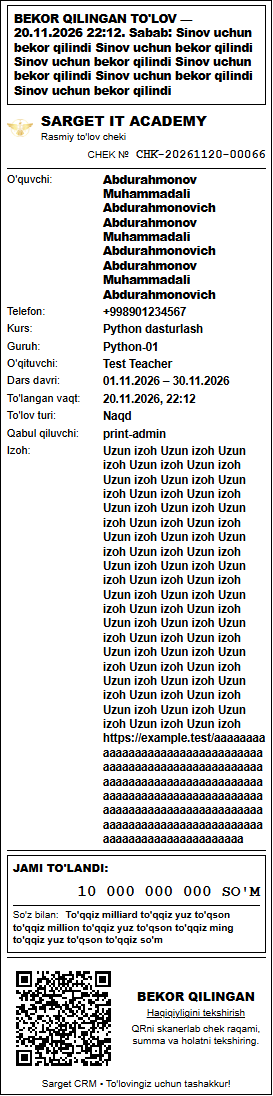 BEKOR QILINGAN TO'LOV —
20.11.2026 22:12. Sabab: Sinov uchun
bekor qilindi Sinov uchun bekor qilindi
Sinov uchun bekor qilindi Sinov uchun
bekor qilindi Sinov uchun bekor qilindi
Sinov uchun bekor qilindi
SARGET IT ACADEMY
Rasmiy to'lov cheki
CHEK № CHK-20261120-00066
O'quvchi: Abdurahmonov
Muhammadali
Abdurahmonovich
Abdurahmonov
Muhammadali
Abdurahmonovich
Abdurahmonov
Muhammadali
Abdurahmonovich
Telefon: +998901234567
Kurs: Python dasturlash
Guruh: Python-01
O'qituvchi: Test Teacher
Dars davri: 01.11.2026 – 30.11.2026
To'langan vaqt: 20.11.2026, 22:12
To'lov turi: Naqd
Qabul qiluvchi: print-admin
Izoh: Uzun izoh Uzun izoh Uzun
izoh Uzun izoh Uzun izoh
Uzun izoh Uzun izoh Uzun
izoh Uzun izoh Uzun izoh
Uzun izoh Uzun izoh Uzun
izoh Uzun izoh Uzun izoh
Uzun izoh Uzun izoh Uzun
izoh Uzun izoh Uzun izoh
Uzun izoh Uzun izoh Uzun
izoh Uzun izoh Uzun izoh
Uzun izoh Uzun izoh Uzun
izoh Uzun izoh Uzun izoh
Uzun izoh Uzun izoh Uzun
izoh Uzun izoh Uzun izoh
Uzun izoh Uzun izoh Uzun
izoh Uzun izoh Uzun izoh
Uzun izoh Uzun izoh Uzun
izoh Uzun izoh Uzun izoh
Uzun izoh Uzun izoh Uzun
izoh Uzun izoh Uzun izoh
https://example.test/aaaaaaaa
aaaaaaaaaaaaaaaaaaaaaaaa
aaaaaaaaaaaaaaaaaaaaaaaa
aaaaaaaaaaaaaaaaaaaaaaaa
aaaaaaaaaaaaaaaaaaaaaaaa
aaaaaaaaaaaaaaaaaaaaaaaa
aaaaaaaaaaaaaaaaaaaaaaaa
aaaaaaaaaaaaaaaaaaaaa
JAMI TO'LANDI:
10 000 000 000 SO'M
So'z bilan: To'qqiz milliard to'qqiz yuz to'qson
to'qqiz million to'qqiz yuz to'qson to'qqiz ming
to'qqiz yuz to'qson to'qqiz so'm
BEKOR QILINGAN
Haqiqiyligini tekshirish
QRni skanerlab chek raqami,
summa va holatni tekshiring.
Sarget CRM • To'lovingiz uchun tashakkur!